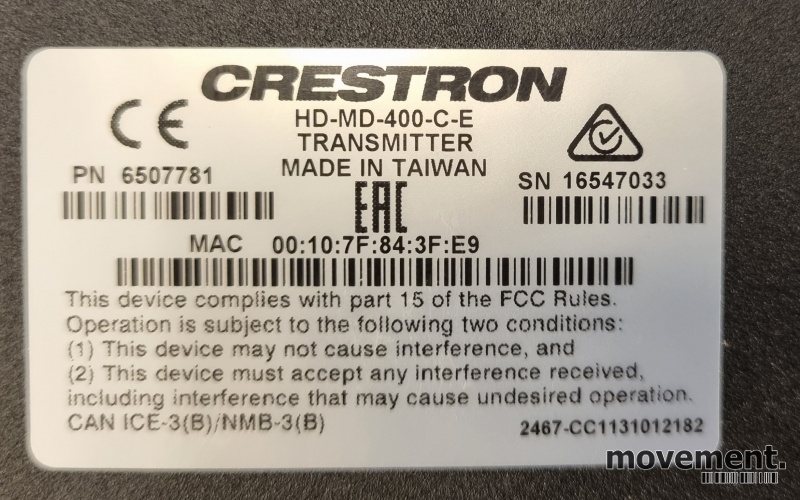 CRESTRON
HD-MD-400-C-E
TRANSMITTER
MADE IN TAIWAN
PN 6507781
SN 16547033
EAC
MAC 00:10:7F:84:3F:E9
This device complies with part 15 of the FCC Rules.
Operation is subject to the following two conditions:
(1) This device may not cause interference, and
(2) This device must accept any interference received,
including interference that may cause undesired operation.
CAN ICE-3(B)/NMB-3(B)
2467-CC1131012182
movement.